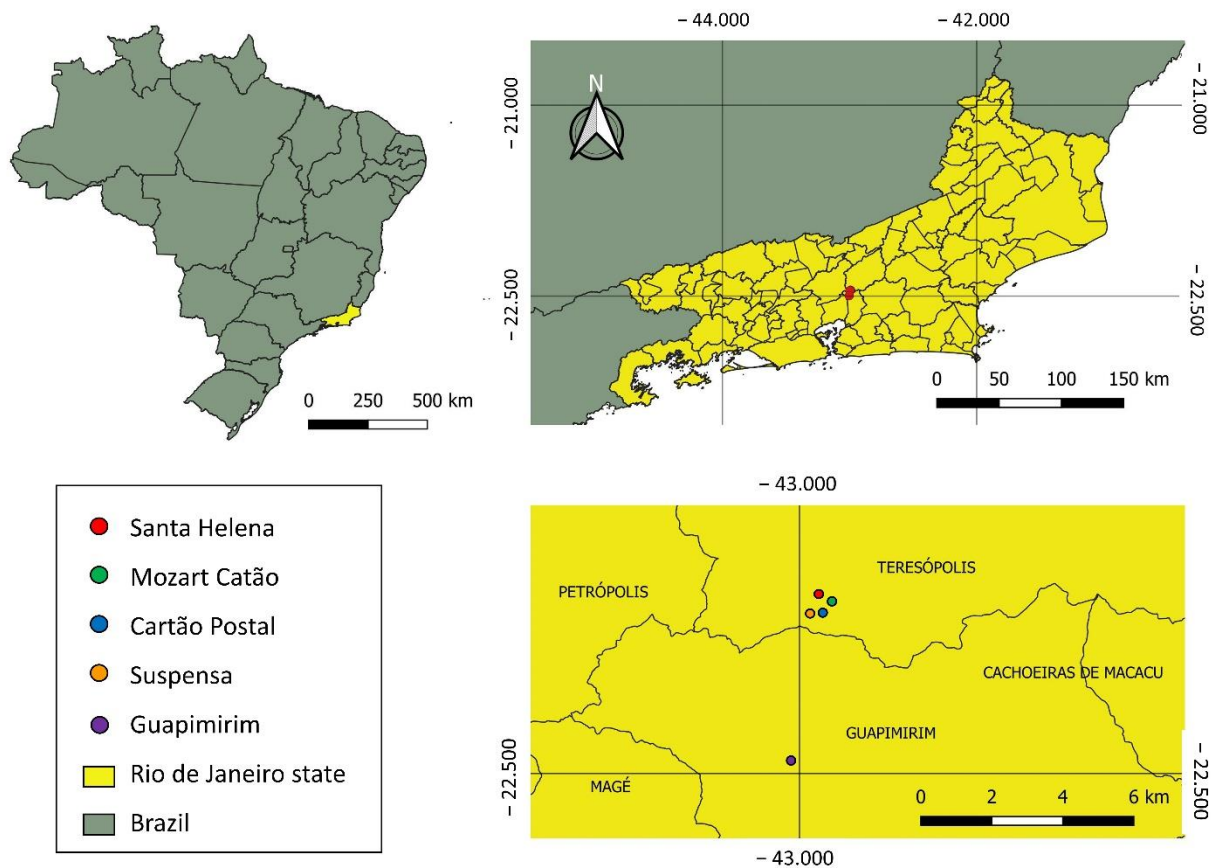 − 44.000
− 42.000
N
− 21.000
− 21.000
− 22.500
− 22.500
0 250 500 km
0 50 100 150 km
− 43.000
Santa Helena
Mozart Catão
Cartão Postal
Suspensa
Guapimirim
Rio de Janeiro state
Brazil
PETRÓPOLIS
TERESÓPOLIS
CACHOEIRAS DE MACACU
GUAPIMIRIM
MAGÉ
− 22.500
− 22.500
0 2 4 6 km
− 43.000